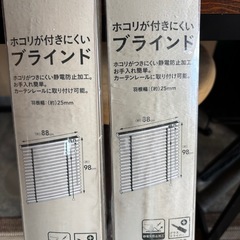 ホコリが付きにくい
ブラインド
ホコリがつきにくい静電防止加工。
お手入れ簡単。
カーテンレールに取り付け可能。
羽根幅：(約)25mm
88cm
98cm
ホコリが付きにくい
ブラインド
ホコリがつきにくい静電防止加工。
お手入れ簡単。
カーテンレールに取り付け可能。
羽根幅：(約)25mm
88cm
98cm